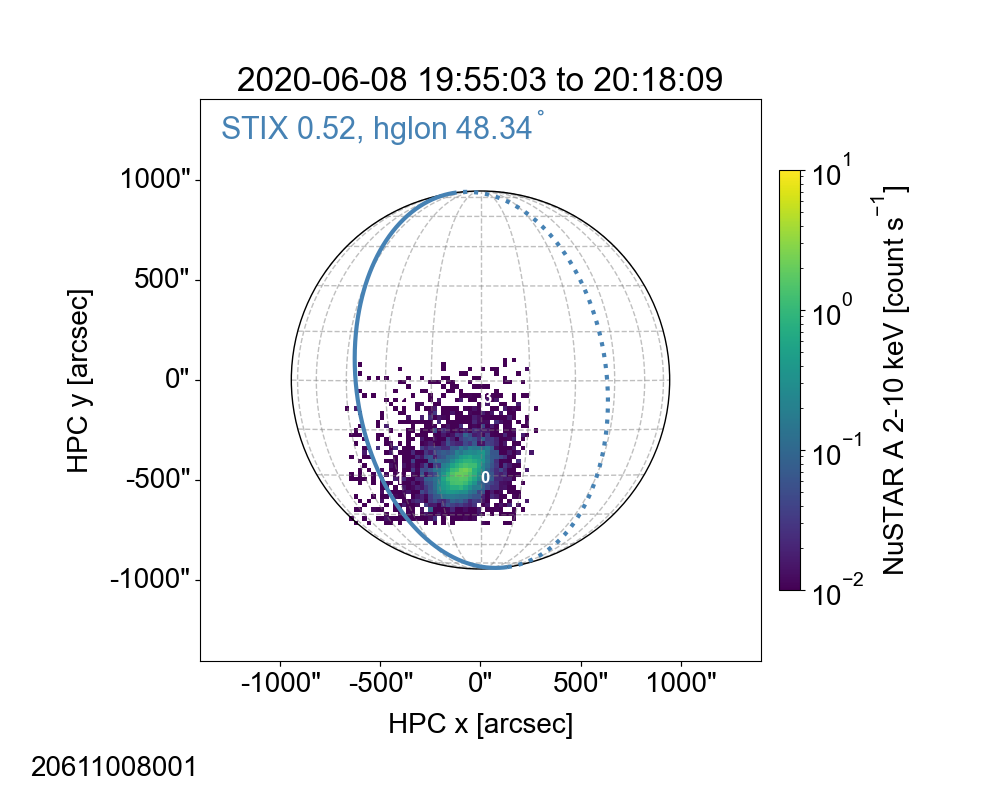 2020-06-08 19:55:03 to 20:18:09
STIX 0.52, hglon 48.34°
1000"
500"
0"
-500"
-1000"
HPC y [arcsec]
0
-1000" -500" 0" 500" 1000"
HPC x [arcsec]
10¹
10⁰
10⁻¹
10⁻²
NuSTAR A 2-10 keV [count s⁻¹]
20611008001